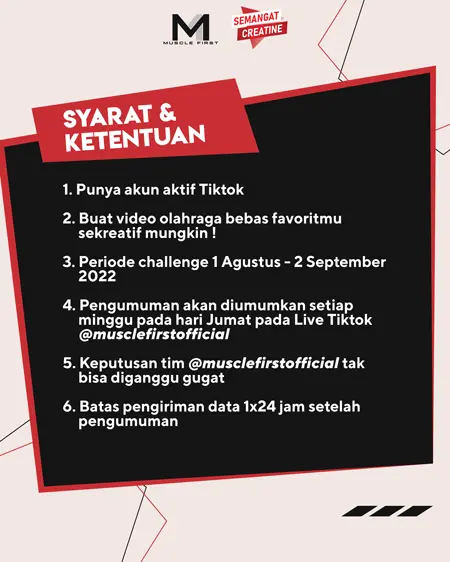 M
MUSCLE FIRST
SEMANGAT
CREATINE
SYARAT &
KETENTUAN
1. Punya akun aktif Tiktok
2. Buat video olahraga bebas favoritmu
sekreatif mungkin !
3. Periode challenge 1 Agustus - 2 September
2022
4. Pengumuman akan diumumkan setiap
minggu pada hari Jumat pada Live Tiktok
@musclefirstofficial
5. Keputusan tim @musclefirstofficial tak
bisa diganggu gugat
6. Batas pengiriman data 1x24 jam setelah
pengumuman